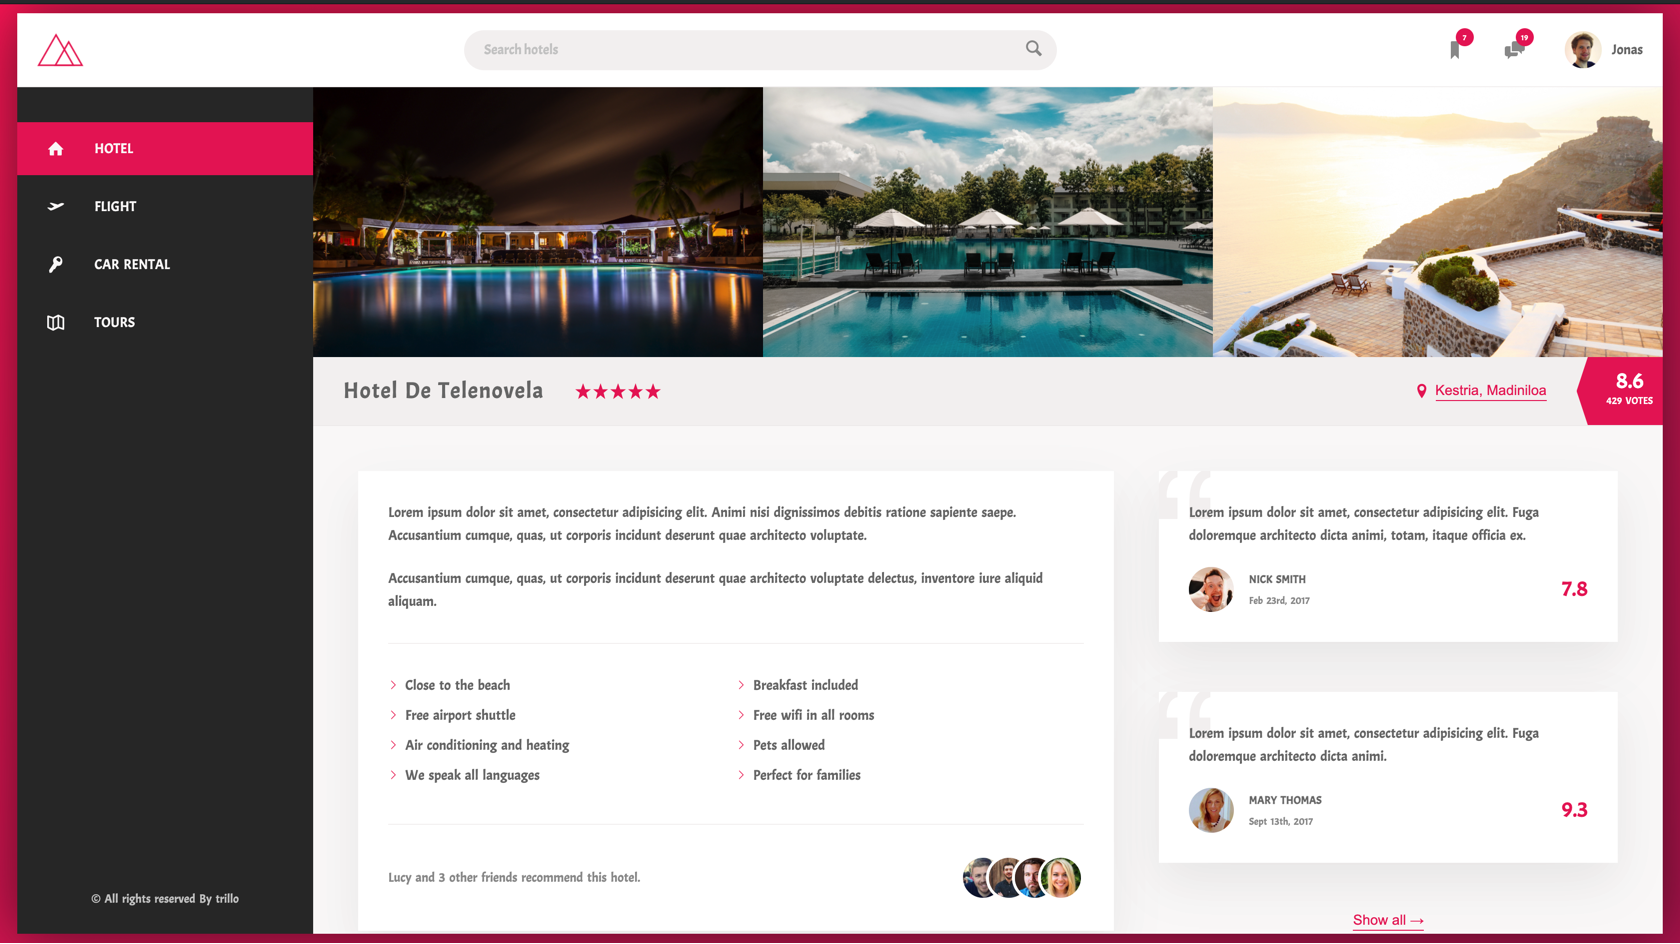 Search hotels
7
19
Jonas
HOTEL
FLIGHT
CAR RENTAL
TOURS
© All rights reserved By trillo
Hotel De Telenovela
Kestria, Madiniloa
8.6
429 VOTES
Lorem ipsum dolor sit amet, consectetur adipisicing elit. Animi nisi dignissimos debitis ratione sapiente saepe.
Accusantium cumque, quas, ut corporis incidunt deserunt quae architecto voluptate.
Accusantium cumque, quas, ut corporis incidunt deserunt quae architecto voluptate delectus, inventore iure aliquid
aliquam.
Close to the beach
Breakfast included
Free airport shuttle
Free wifi in all rooms
Air conditioning and heating
Pets allowed
We speak all languages
Perfect for families
Lucy and 3 other friends recommend this hotel.
“
Lorem ipsum dolor sit amet, consectetur adipisicing elit. Fuga
doloremque architecto dicta animi, totam, itaque officia ex.
NICK SMITH
Feb 23rd, 2017
7.8
“
Lorem ipsum dolor sit amet, consectetur adipisicing elit. Fuga
doloremque architecto dicta animi.
MARY THOMAS
Sept 13th, 2017
9.3
Show all →